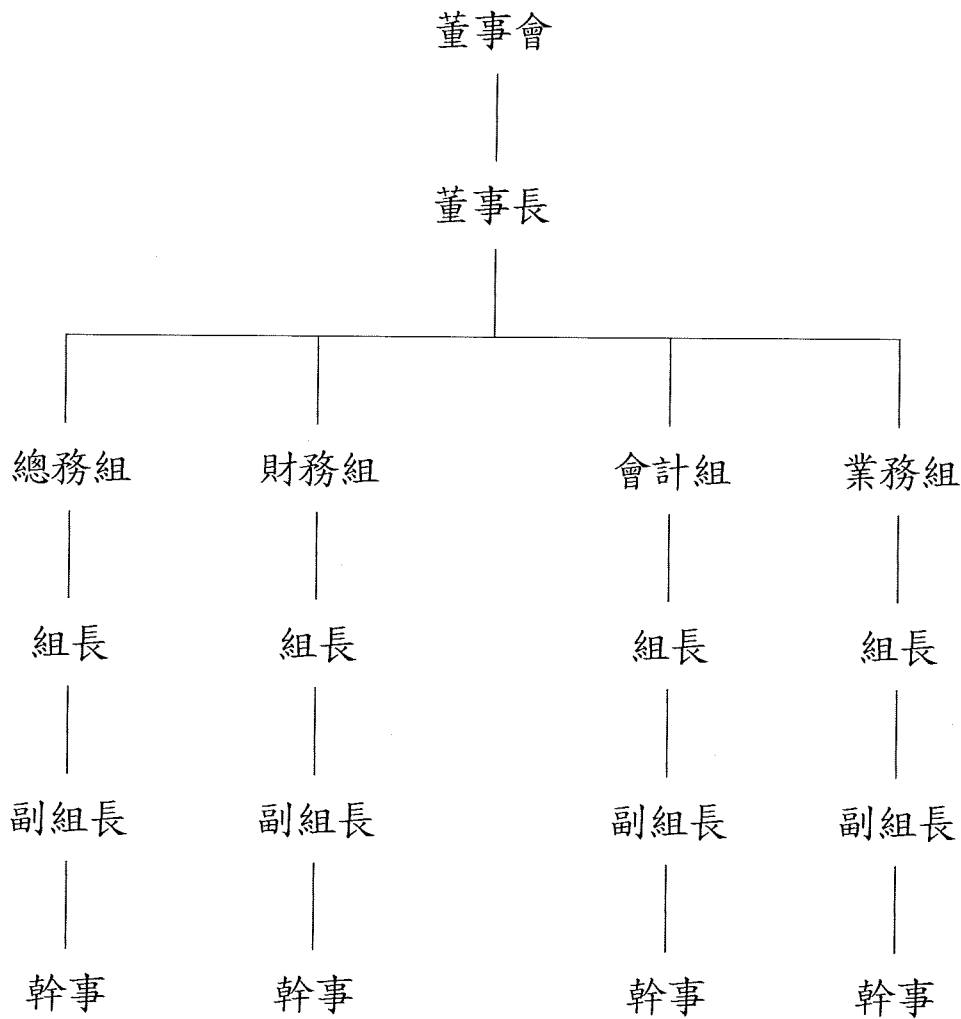 董事會
董事長
總務組 財務組 會計組 業務組
組長 組長 組長 組長
副組長 副組長 副組長 副組長
幹事 幹事 幹事 幹事